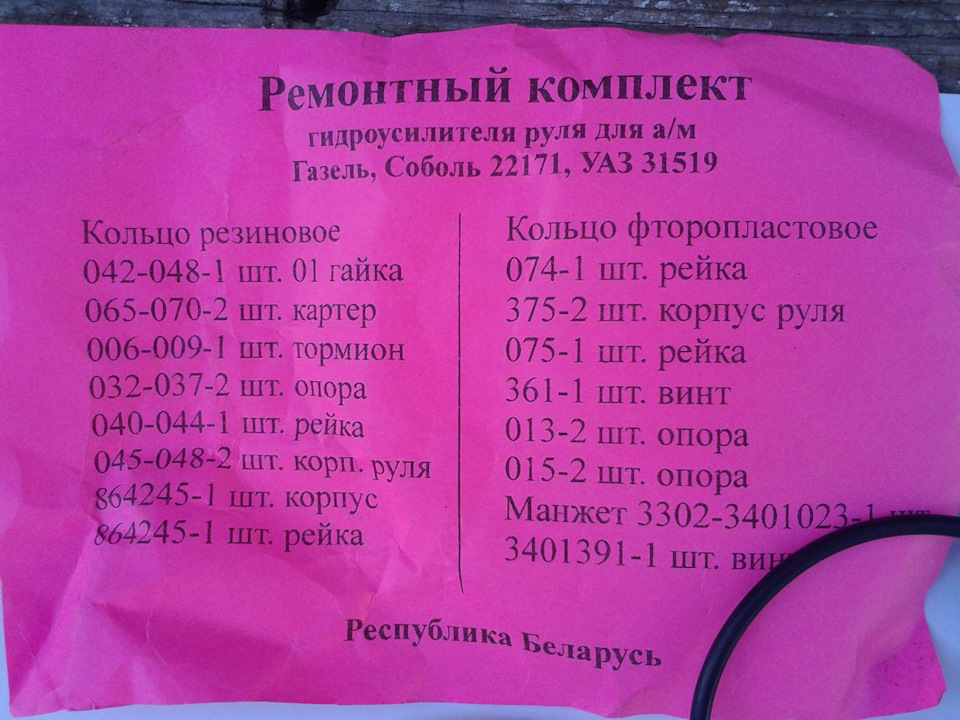 Ремонтный комплект
гидроусилителя руля для а/м
Газель, Соболь 22171, УАЗ 31519
Кольцо резиновое
042-048-1 шт. 01 гайка
065-070-2 шт. картер
006-009-1 шт. тормион
032-037-2 шт. опора
040-044-1 шт. рейка
045-048-2 шт. корп. руля
864245-1 шт. корпус
864245-1 шт. рейка
Кольцо фторопластовое
074-1 шт. рейка
375-2 шт. корпус руля
075-1 шт. рейка
361-1 шт. винт
013-2 шт. опора
015-2 шт. опора
Манжет 3302-3401023-1 шт.
3401391-1 шт. винт
Республика Беларусь